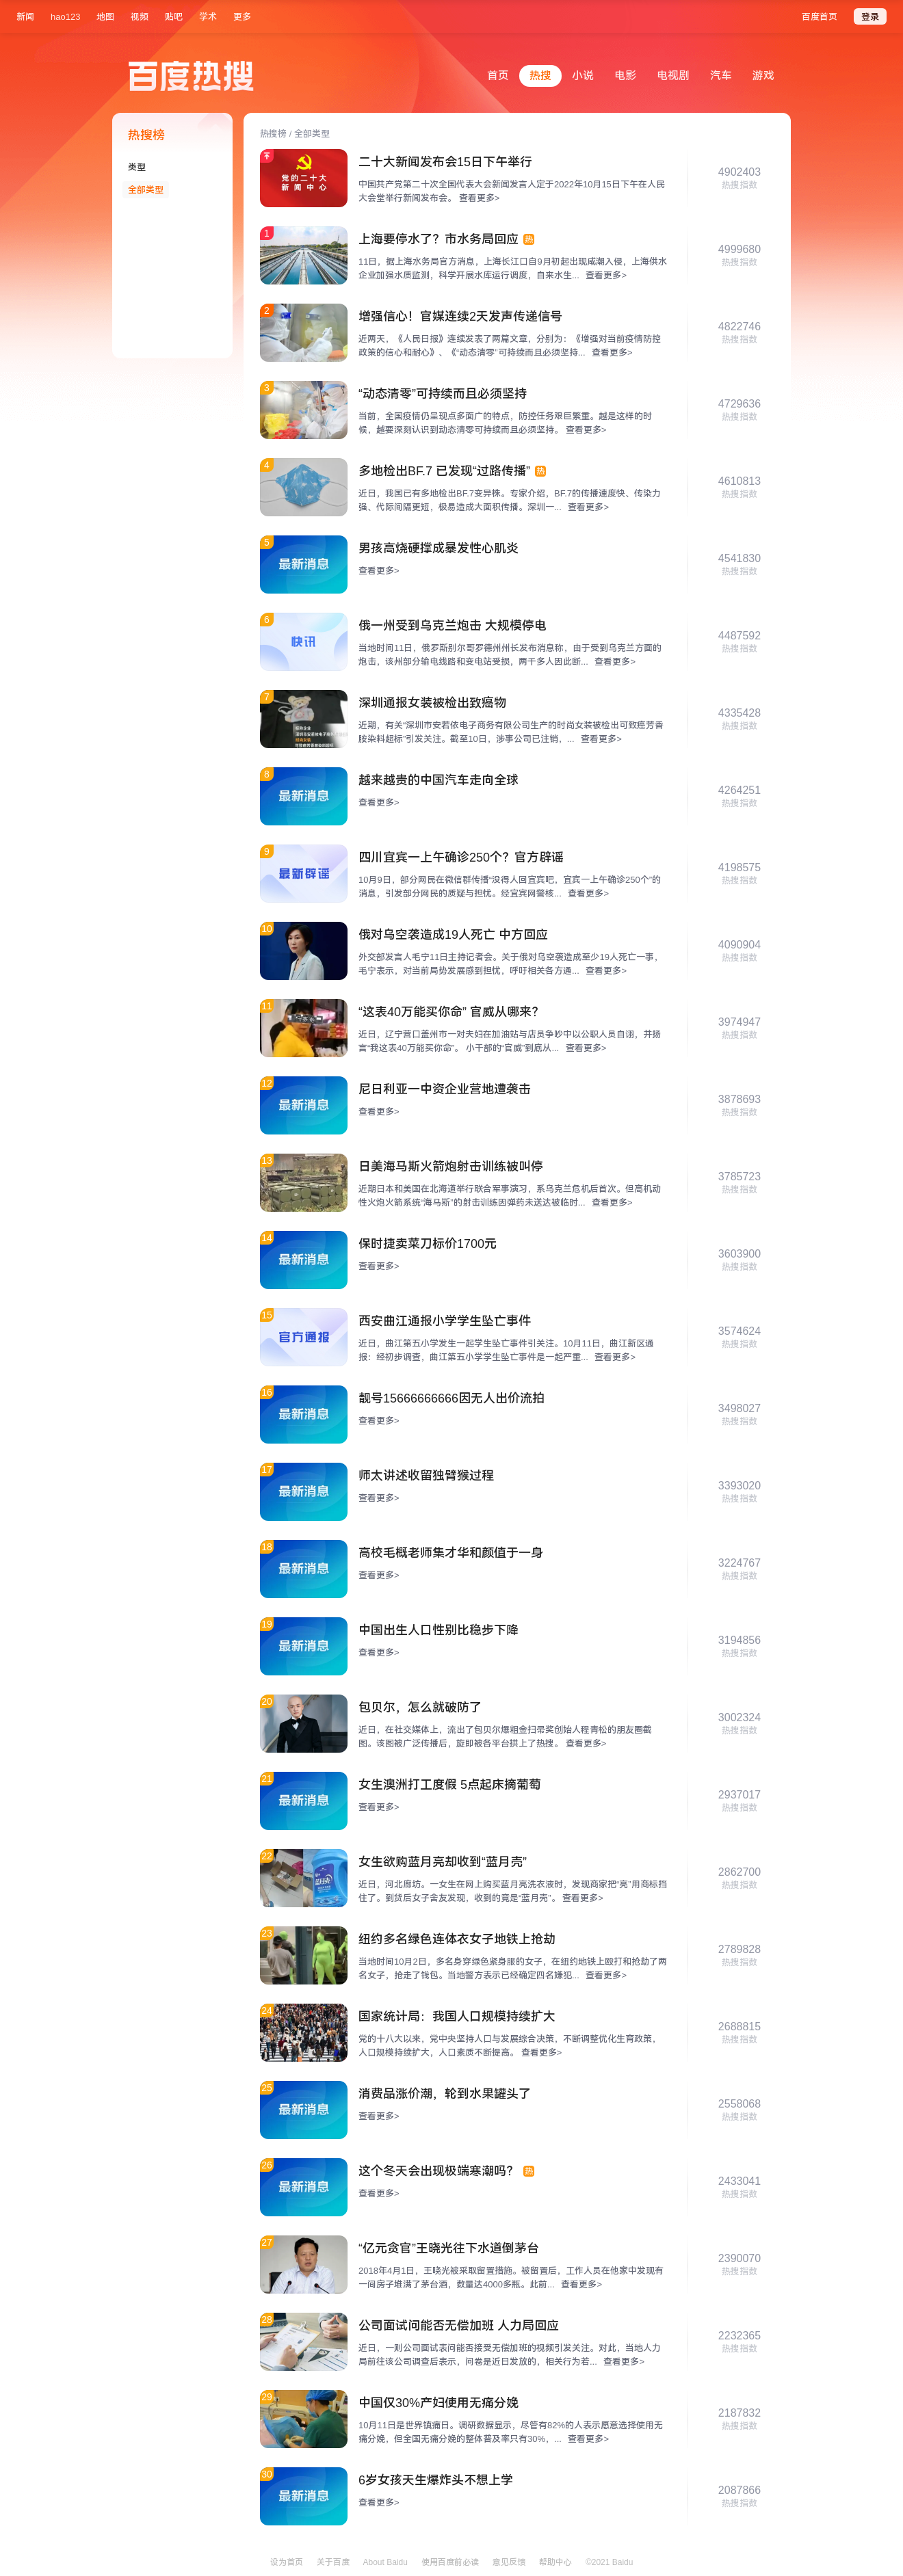 新闻 hao123 地图 视频 贴吧 学术 更多 百度首页 登录
百度热搜 首页 热搜 小说 电影 电视剧 汽车 游戏
热搜榜
类型
全部类型
热搜榜 / 全部类型
党的二十大
新闻中心
二十大新闻发布会15日下午举行
中国共产党第二十次全国代表大会新闻发言人定于2022年10月15日下午在人民
大会堂举行新闻发布会。 查看更多>
4902403
热搜指数
1
上海要停水了？市水务局回应 热
11日，据上海水务局官方消息，上海长江口自9月初起出现咸潮入侵，上海供水
企业加强水质监测，科学开展水库运行调度，自来水生... 查看更多>
4999680
热搜指数
2
增强信心！官媒连续2天发声传递信号
近两天，《人民日报》连续发表了两篇文章，分别为：《增强对当前疫情防控
政策的信心和耐心》、《“动态清零”可持续而且必须坚持... 查看更多>
4822746
热搜指数
3
“动态清零”可持续而且必须坚持
当前，全国疫情仍呈现点多面广的特点，防控任务艰巨繁重。越是这样的时
候，越要深刻认识到动态清零可持续而且必须坚持。 查看更多>
4729636
热搜指数
4
多地检出BF.7 已发现“过路传播” 热
近日，我国已有多地检出BF.7变异株。专家介绍，BF.7的传播速度快、传染力
强、代际间隔更短，极易造成大面积传播。深圳一... 查看更多>
4610813
热搜指数
5
最新消息
男孩高烧硬撑成暴发性心肌炎
查看更多>
4541830
热搜指数
6
快讯
俄一州受到乌克兰炮击 大规模停电
当地时间11日，俄罗斯别尔哥罗德州州长发布消息称，由于受到乌克兰方面的
炮击，该州部分输电线路和变电站受损，两千多人因此断... 查看更多>
4487592
热搜指数
7
深圳通报女装被检出致癌物
近期，有关“深圳市安若依电子商务有限公司生产的时尚女装被检出可致癌芳香
胺染料超标”引发关注。截至10日，涉事公司已注销，... 查看更多>
4335428
热搜指数
8
最新消息
越来越贵的中国汽车走向全球
查看更多>
4264251
热搜指数
9
最新辟谣
四川宜宾一上午确诊250个？官方辟谣
10月9日，部分网民在微信群传播“没得人回宜宾吧，宜宾一上午确诊250个”的
消息，引发部分网民的质疑与担忧。经宜宾网警核... 查看更多>
4198575
热搜指数
10
俄对乌空袭造成19人死亡 中方回应
外交部发言人毛宁11日主持记者会。关于俄对乌空袭造成至少19人死亡一事，
毛宁表示，对当前局势发展感到担忧，呼吁相关各方通... 查看更多>
4090904
热搜指数
11
“这表40万能买你命” 官威从哪来？
近日，辽宁营口盖州市一对夫妇在加油站与店员争吵中以公职人员自诩，并扬
言“我这表40万能买你命”。 小干部的“官威”到底从... 查看更多>
3974947
热搜指数
12
最新消息
尼日利亚一中资企业营地遭袭击
查看更多>
3878693
热搜指数
13
日美海马斯火箭炮射击训练被叫停
近期日本和美国在北海道举行联合军事演习，系乌克兰危机后首次。但高机动
性火炮火箭系统“海马斯”的射击训练因弹药未送达被临时... 查看更多>
3785723
热搜指数
14
最新消息
保时捷卖菜刀标价1700元
查看更多>
3603900
热搜指数
15
官方通报
西安曲江通报小学学生坠亡事件
近日，曲江第五小学发生一起学生坠亡事件引关注。10月11日，曲江新区通
报：经初步调查，曲江第五小学学生坠亡事件是一起严重... 查看更多>
3574624
热搜指数
16
最新消息
靓号15666666666因无人出价流拍
查看更多>
3498027
热搜指数
17
最新消息
师太讲述收留独臂猴过程
查看更多>
3393020
热搜指数
18
最新消息
高校毛概老师集才华和颜值于一身
查看更多>
3224767
热搜指数
19
最新消息
中国出生人口性别比稳步下降
查看更多>
3194856
热搜指数
20
包贝尔，怎么就破防了
近日，在社交媒体上，流出了包贝尔爆粗金扫帚奖创始人程青松的朋友圈截
图。该图被广泛传播后，旋即被各平台拱上了热搜。 查看更多>
3002324
热搜指数
21
最新消息
女生澳洲打工度假 5点起床摘葡萄
查看更多>
2937017
热搜指数
22
女生欲购蓝月亮却收到“蓝月壳”
近日，河北廊坊。一女生在网上购买蓝月亮洗衣液时，发现商家把“亮”用商标挡
住了。到货后女子舍友发现，收到的竟是“蓝月壳”。 查看更多>
2862700
热搜指数
23
纽约多名绿色连体衣女子地铁上抢劫
当地时间10月2日，多名身穿绿色紧身服的女子，在纽约地铁上殴打和抢劫了两
名女子，抢走了钱包。当地警方表示已经确定四名嫌犯... 查看更多>
2789828
热搜指数
24
国家统计局：我国人口规模持续扩大
党的十八大以来，党中央坚持人口与发展综合决策，不断调整优化生育政策，
人口规模持续扩大，人口素质不断提高。 查看更多>
2688815
热搜指数
25
最新消息
消费品涨价潮，轮到水果罐头了
查看更多>
2558068
热搜指数
26
最新消息
这个冬天会出现极端寒潮吗？ 热
查看更多>
2433041
热搜指数
27
“亿元贪官”王晓光往下水道倒茅台
2018年4月1日，王晓光被采取留置措施。被留置后，工作人员在他家中发现有
一间房子堆满了茅台酒，数量达4000多瓶。此前... 查看更多>
2390070
热搜指数
28
公司面试问能否无偿加班 人力局回应
近日，一则公司面试表问能否接受无偿加班的视频引发关注。对此，当地人力
局前往该公司调查后表示，问卷是近日发放的，相关行为若... 查看更多>
2232365
热搜指数
29
中国仅30%产妇使用无痛分娩
10月11日是世界镇痛日。调研数据显示，尽管有82%的人表示愿意选择使用无
痛分娩，但全国无痛分娩的整体普及率只有30%，... 查看更多>
2187832
热搜指数
30
最新消息
6岁女孩天生爆炸头不想上学
查看更多>
2087866
热搜指数
设为首页 关于百度 About Baidu 使用百度前必读 意见反馈 帮助中心 ©2021 Baidu